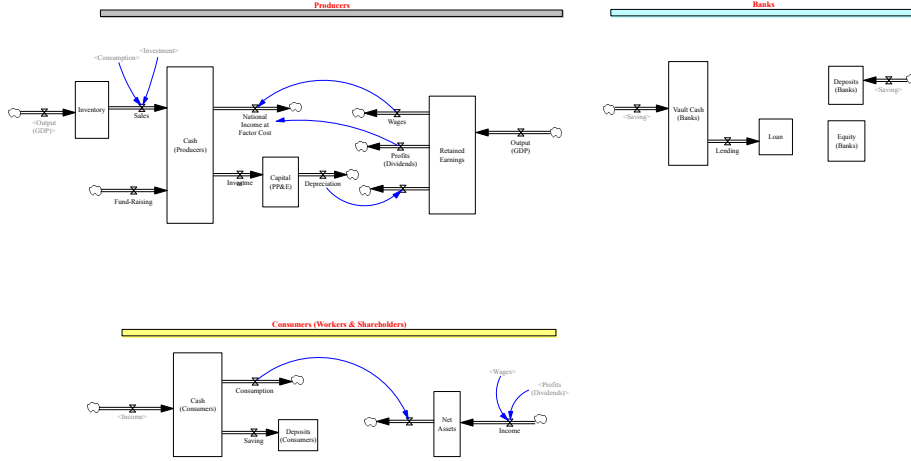 Producers
Banks
<Investment>
<Consumption>
Inventory
Sales
<Output
(GDP)>
Cash
(Producers)
National
Income at
Factor Cost
Wages
Profits
(Dividends)
Retained
Earnings
Output
(GDP)
Fund-Raising
Investme
nt
Capital
(PP&E)
Depreciation
<Saving>
Vault Cash
(Banks)
Lending
Loan
Deposits
(Banks)
<Saving>
Equity
(Banks)
Consumers (Workers & Shareholders)
<Income>
Cash
(Consumers)
Consumption
Saving
Deposits
(Consumers)
Net
Assets
<Wages>
<Profits
(Dividends)>
Income